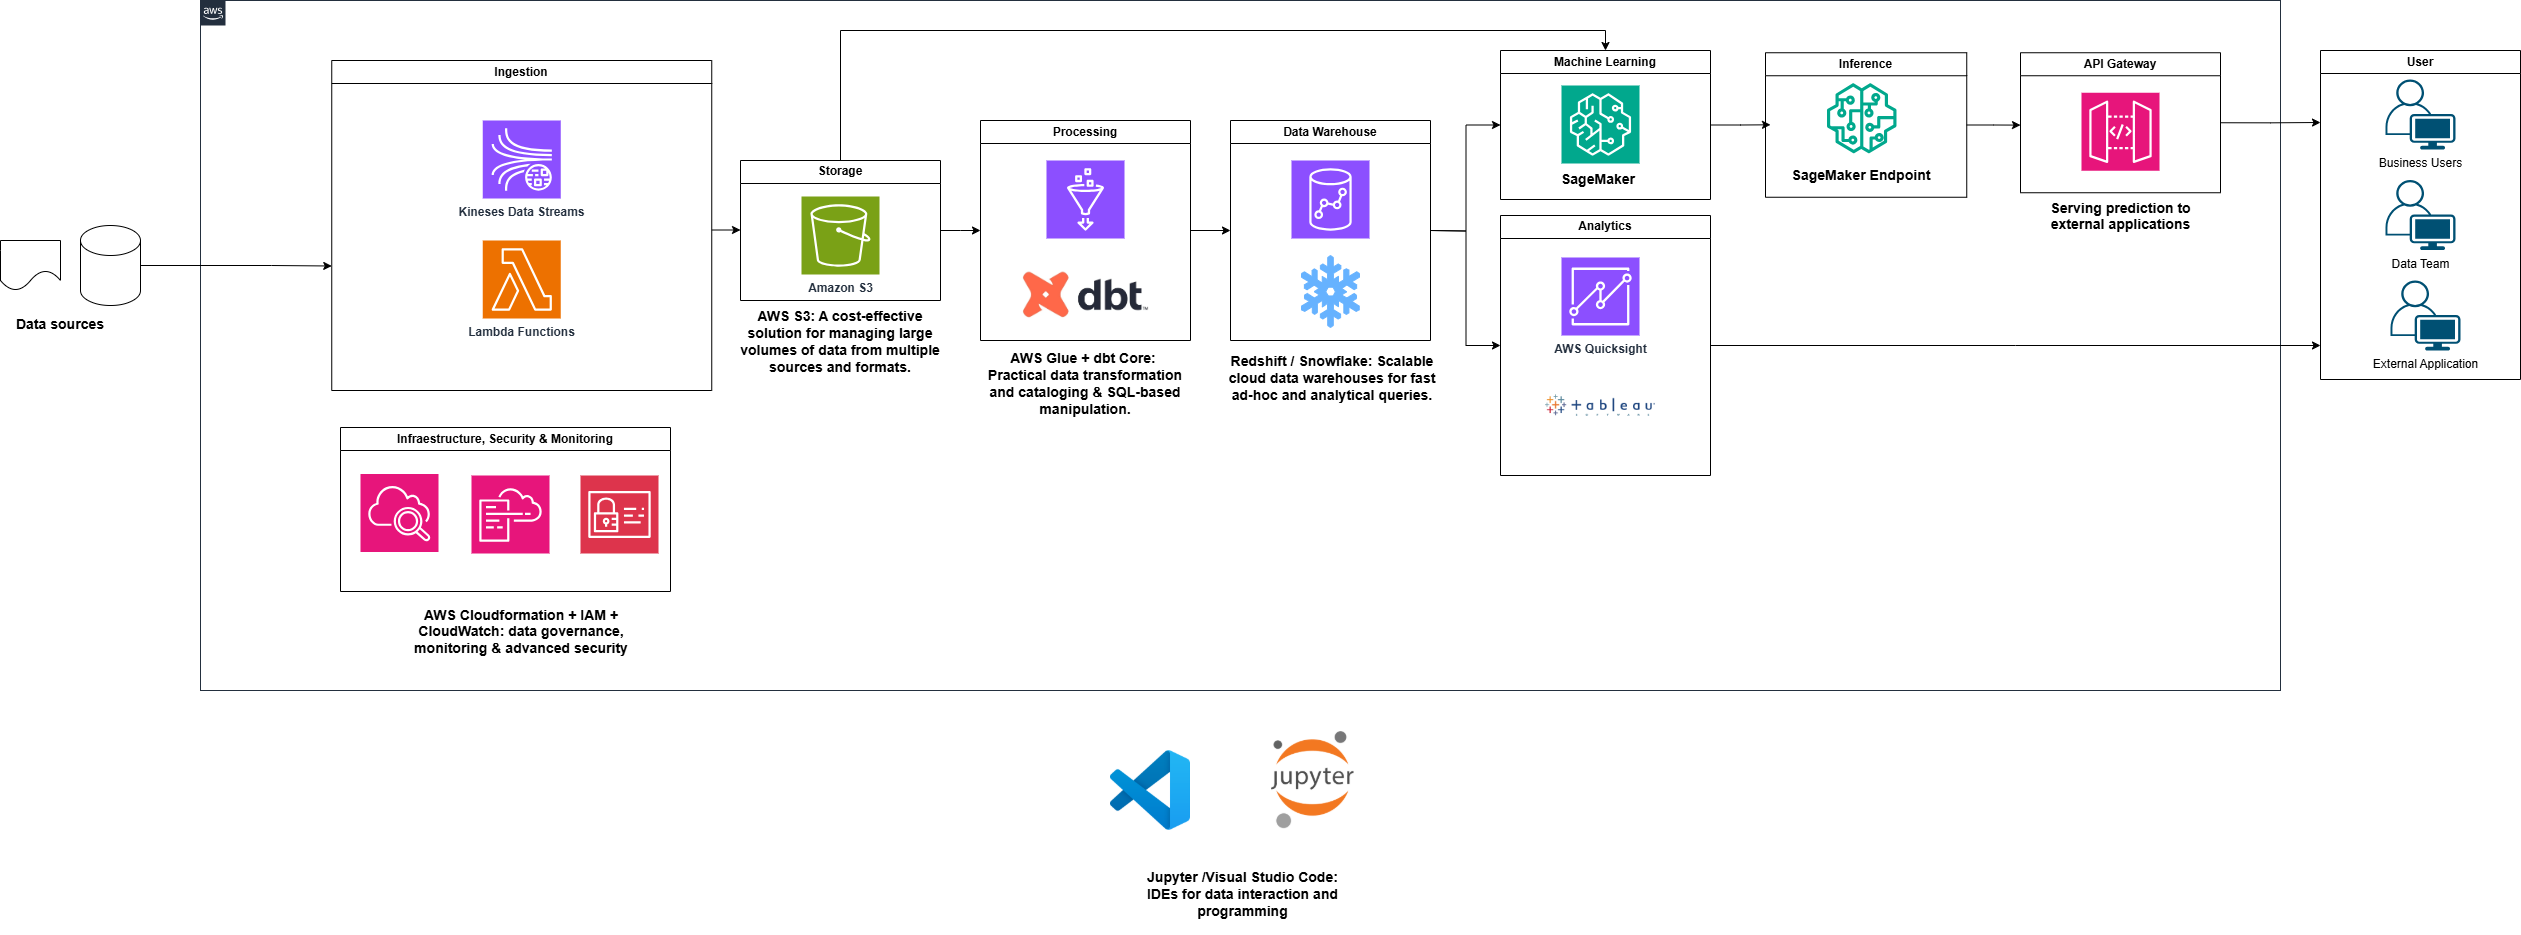 aws
Ingestion
Kineses Data Streams
Lambda Functions
Data sources
Storage
Amazon S3
AWS S3: A cost-effective
solution for managing large
volumes of data from multiple
sources and formats.
Processing
dbt
AWS Glue + dbt Core:
Practical data transformation
and cataloging & SQL-based
manipulation.
Data Warehouse
Redshift / Snowflake: Scalable
cloud data warehouses for fast
ad-hoc and analytical queries.
Machine Learning
SageMaker
Inference
SageMaker Endpoint
API Gateway
Serving prediction to
external applications
Analytics
AWS Quicksight
tableau
User
Business Users
Data Team
External Application
Infraestructure, Security & Monitoring
AWS Cloudformation + IAM +
CloudWatch: data governance,
monitoring & advanced security
jupyter
Jupyter /Visual Studio Code:
IDEs for data interaction and
programming